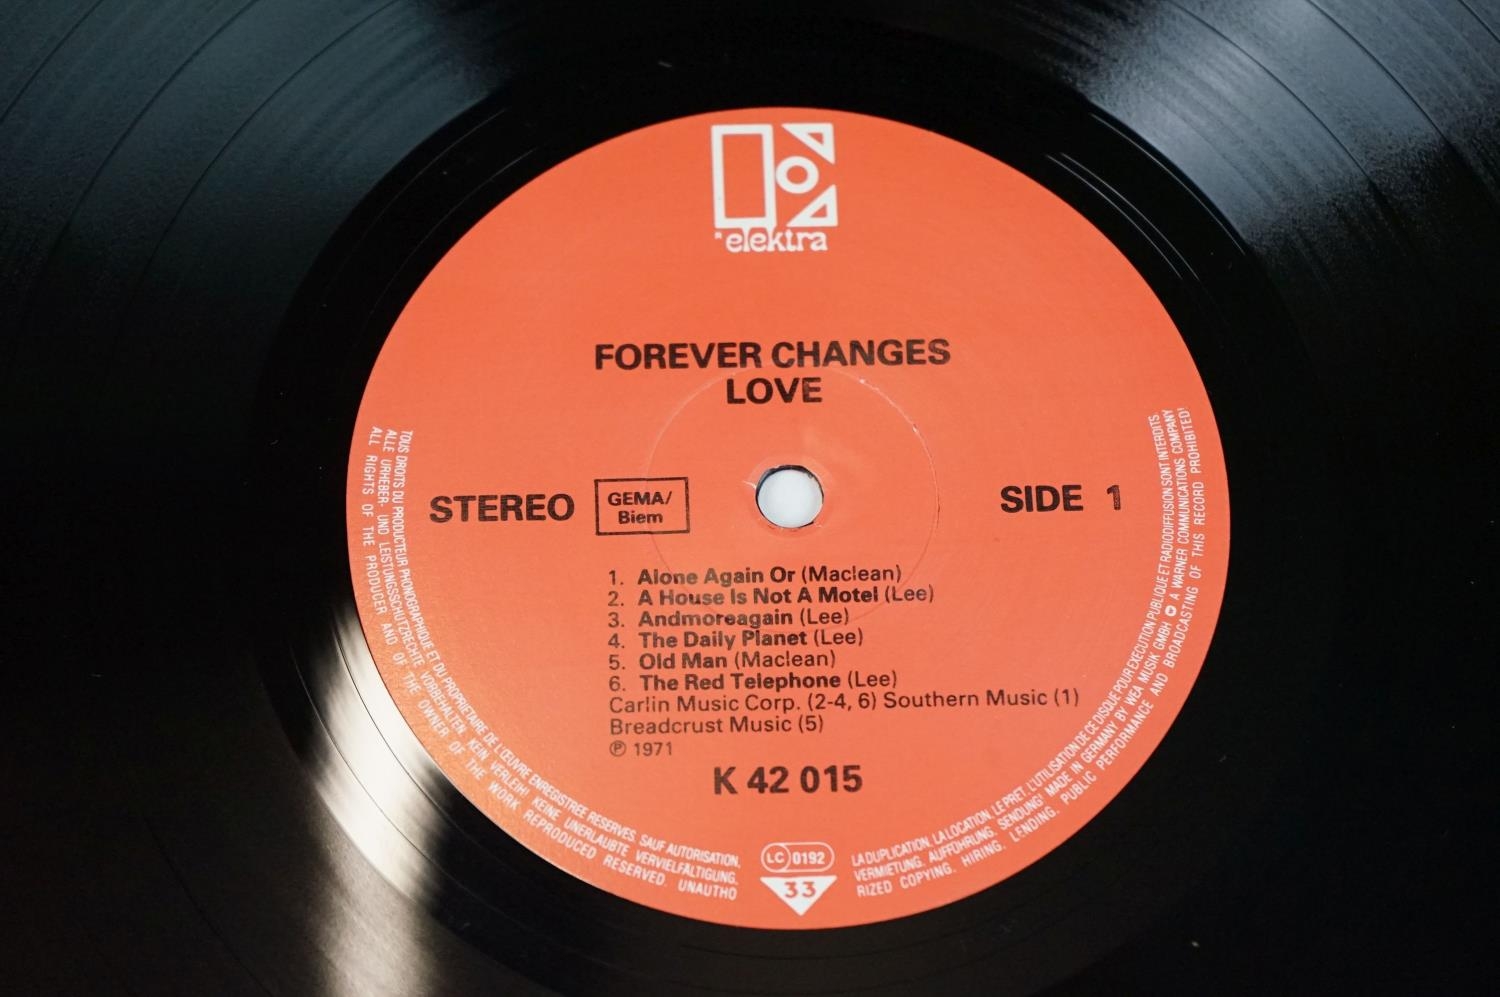 elektra
FOREVER CHANGES
LOVE
STEREO
GEMA/
Biem
SIDE 1
1. Alone Again Or (Maclean)
2. A House Is Not A Motel (Lee)
3. Andmoreagain (Lee)
4. The Daily Planet (Lee)
5. Old Man (Maclean)
6. The Red Telephone (Lee)
Carlin Music Corp. (2-4, 6) Southern Music (1)
Breadcrust Music (5)
℗ 1971
K 42 015
LC 0192
33
TOUS DROITS DU PRODUCTEUR PHONOGRAPHIQUE ET DU PROPRIETAIRE DE L'ŒUVRE ENREGISTREE RESERVES. SAUF AUTORISATION, LA DUPLICATION, LA LOCATION, LE PRET, L'UTILISATION DE CE DISQUE POUR EXECUTION PUBLIQUE ET RADIODIFFUSION SONT INTERDITS.
ALLE URHEBER- UND LEISTUNGSSCHUTZRECHTE VORBEHALTEN. KEIN VERLEIH! KEINE UNERLAUBTE VERVIELFÄLTIGUNG, VERMIETUNG, AUFFÜHRUNG, SENDUNG! MADE IN GERMANY BY WEA MUSIK GMBH A WARNER COMMUNICATIONS COMPANY
ALL RIGHTS OF THE PRODUCER AND OF THE OWNER OF THE WORK REPRODUCED RESERVED. UNAUTHORIZED COPYING. HIRING. LENDING. PUBLIC PERFORMANCE AND BROADCASTING OF THIS RECORD PROHIBITED!